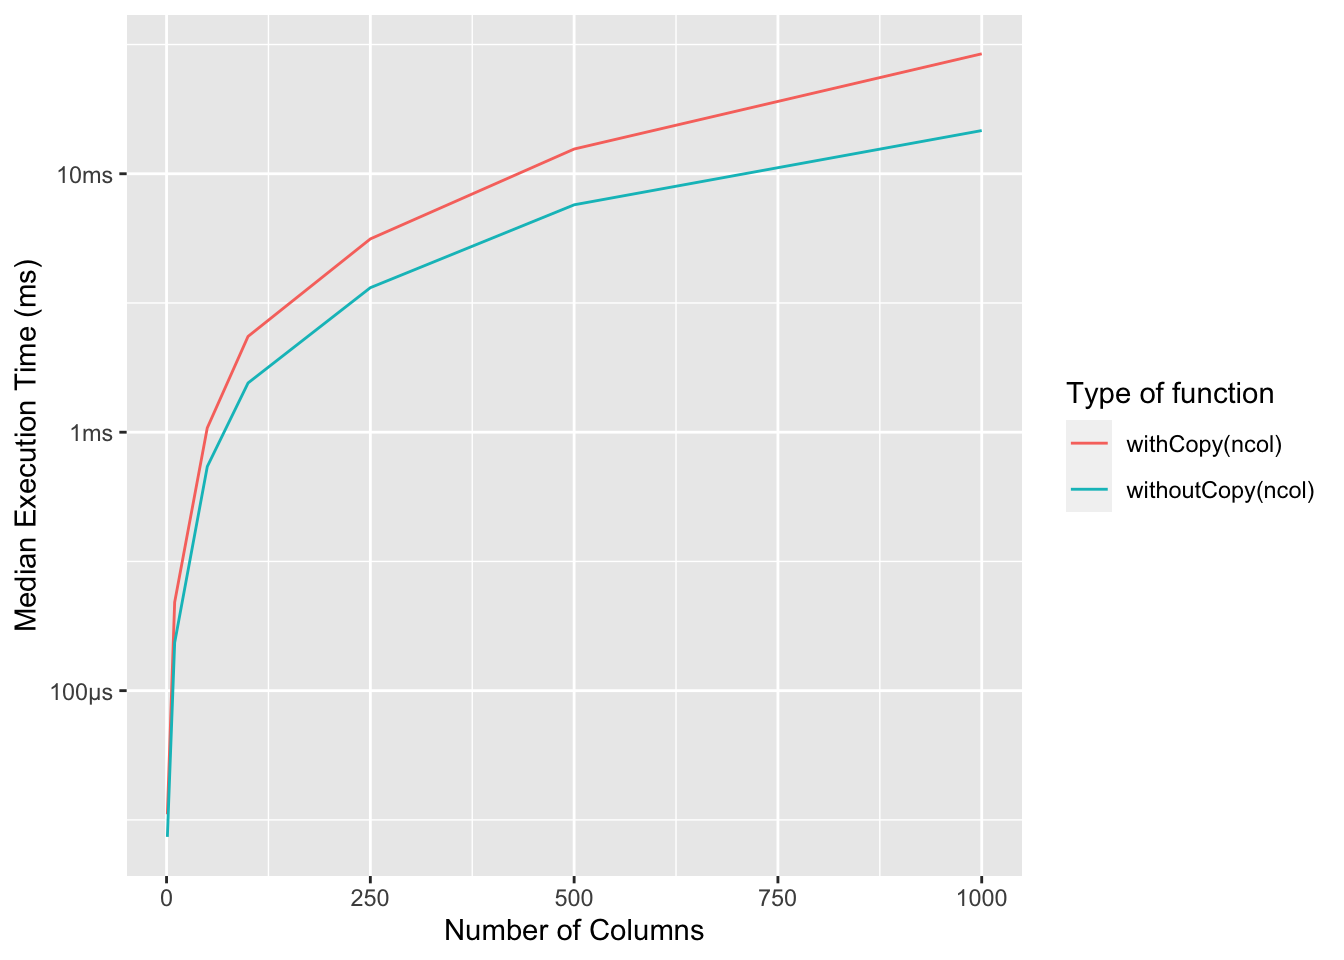 Median Execution Time (ms)
10ms
1ms
100µs
0
250
500
750
1000
Number of Columns
Type of function
withCopy(ncol)
withoutCopy(ncol)